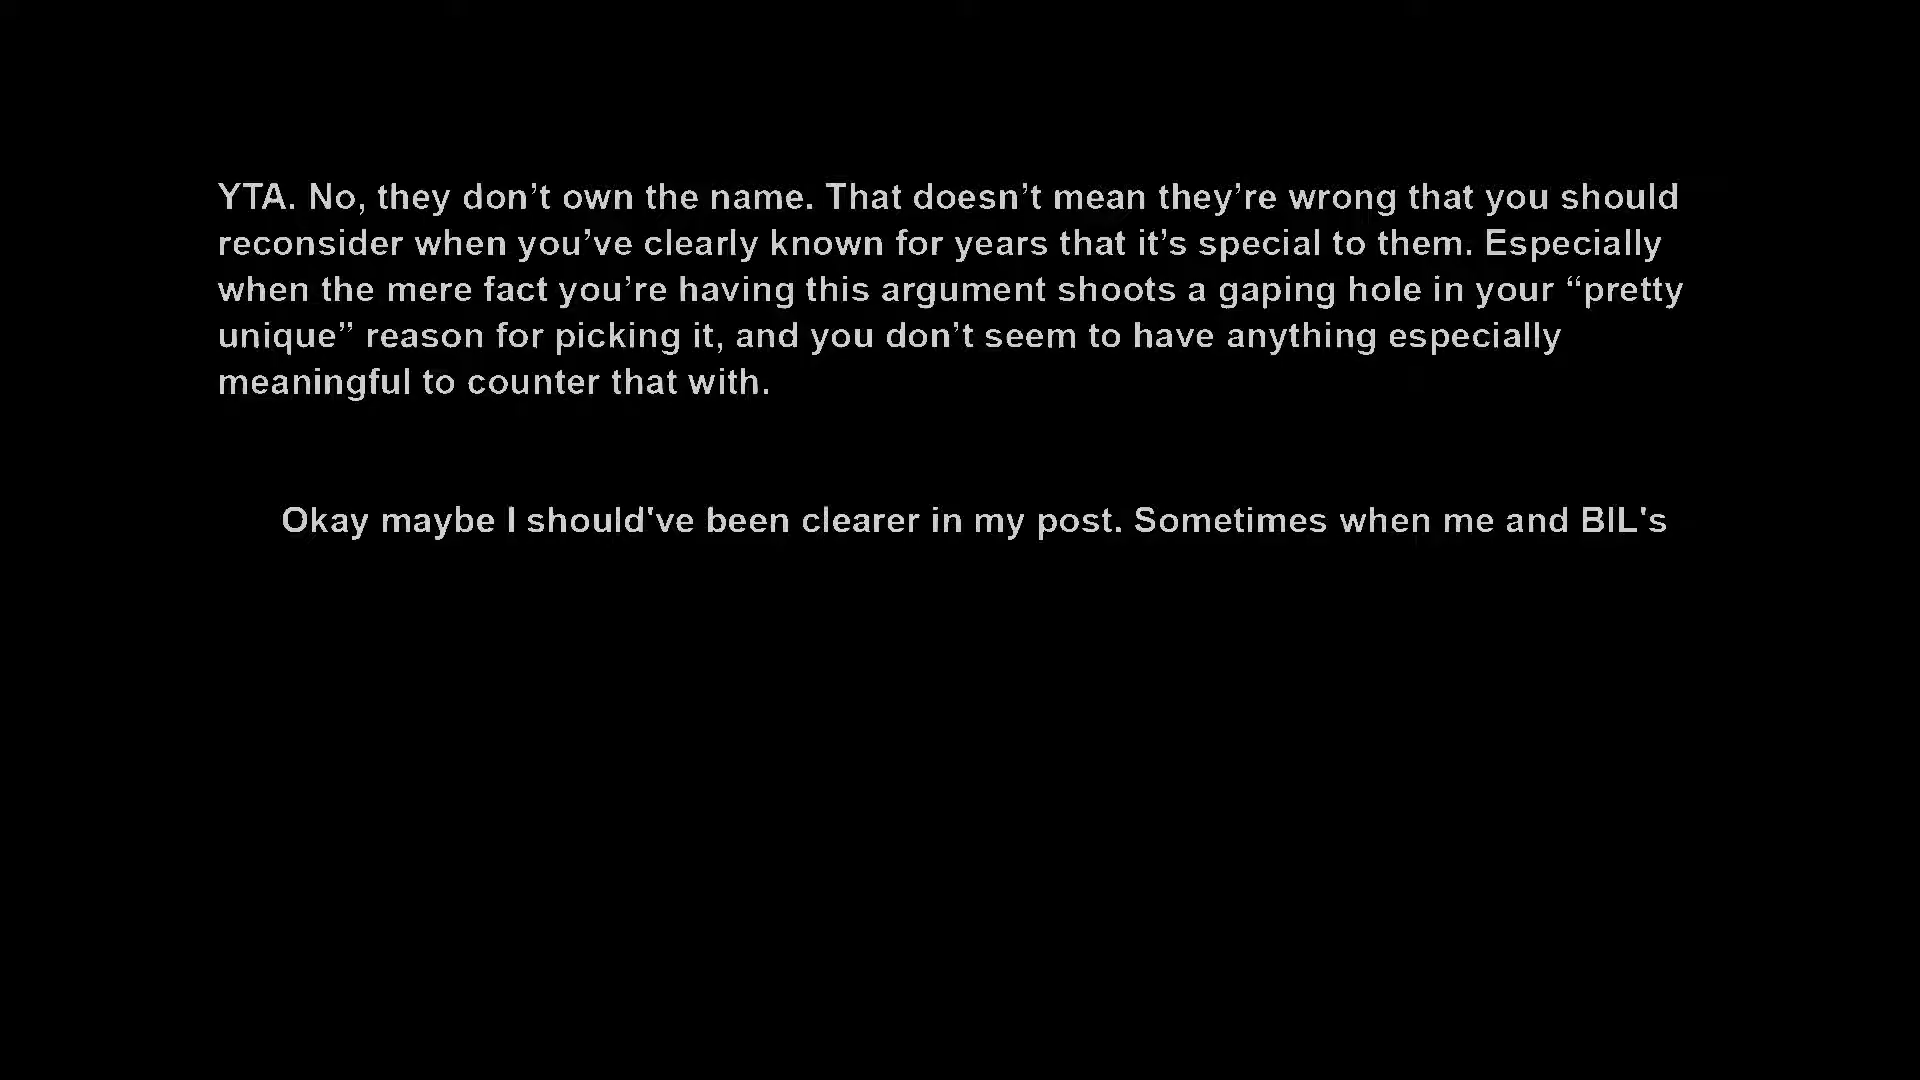 YTA. No, they don’t own the name. That doesn’t mean they’re wrong that you should
reconsider when you’ve clearly known for years that it’s special to them. Especially
when the mere fact you’re having this argument shoots a gaping hole in your “pretty
unique” reason for picking it, and you don’t seem to have anything especially
meaningful to counter that with.
Okay maybe I should've been clearer in my post. Sometimes when me and BIL's